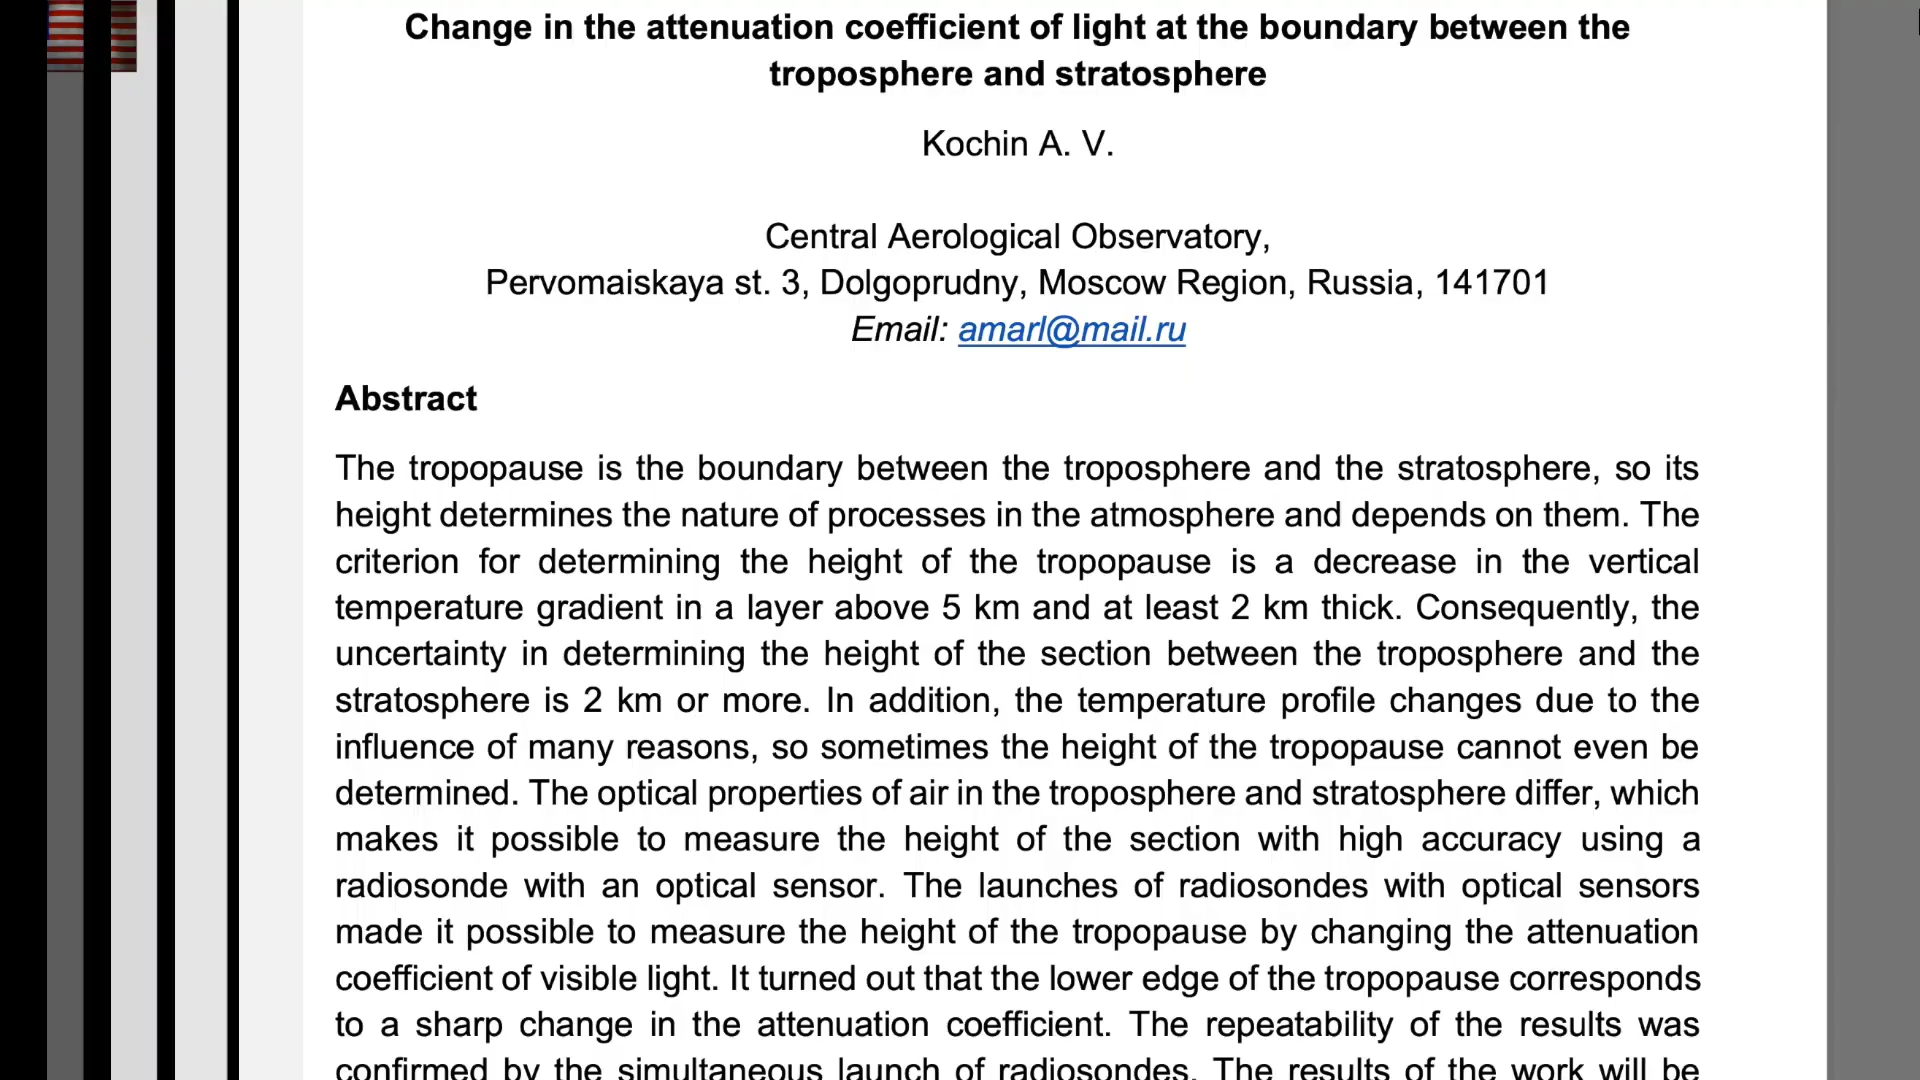 Change in the attenuation coefficient of light at the boundary between the
troposphere and stratosphere
Kochin A. V.
Central Aerological Observatory,
Pervomaiskaya st. 3, Dolgoprudny, Moscow Region, Russia, 141701
Email: amarl@mail.ru
Abstract
The tropopause is the boundary between the troposphere and the stratosphere, so its
height determines the nature of processes in the atmosphere and depends on them. The
criterion for determining the height of the tropopause is a decrease in the vertical
temperature gradient in a layer above 5 km and at least 2 km thick. Consequently, the
uncertainty in determining the height of the section between the troposphere and the
stratosphere is 2 km or more. In addition, the temperature profile changes due to the
influence of many reasons, so sometimes the height of the tropopause cannot even be
determined. The optical properties of air in the troposphere and stratosphere differ, which
makes it possible to measure the height of the section with high accuracy using a
radiosonde with an optical sensor. The launches of radiosondes with optical sensors
made it possible to measure the height of the tropopause by changing the attenuation
coefficient of visible light. It turned out that the lower edge of the tropopause corresponds
to a sharp change in the attenuation coefficient. The repeatability of the results was
confirmed by the simultaneous launch of radiosondes. The results of the work will be